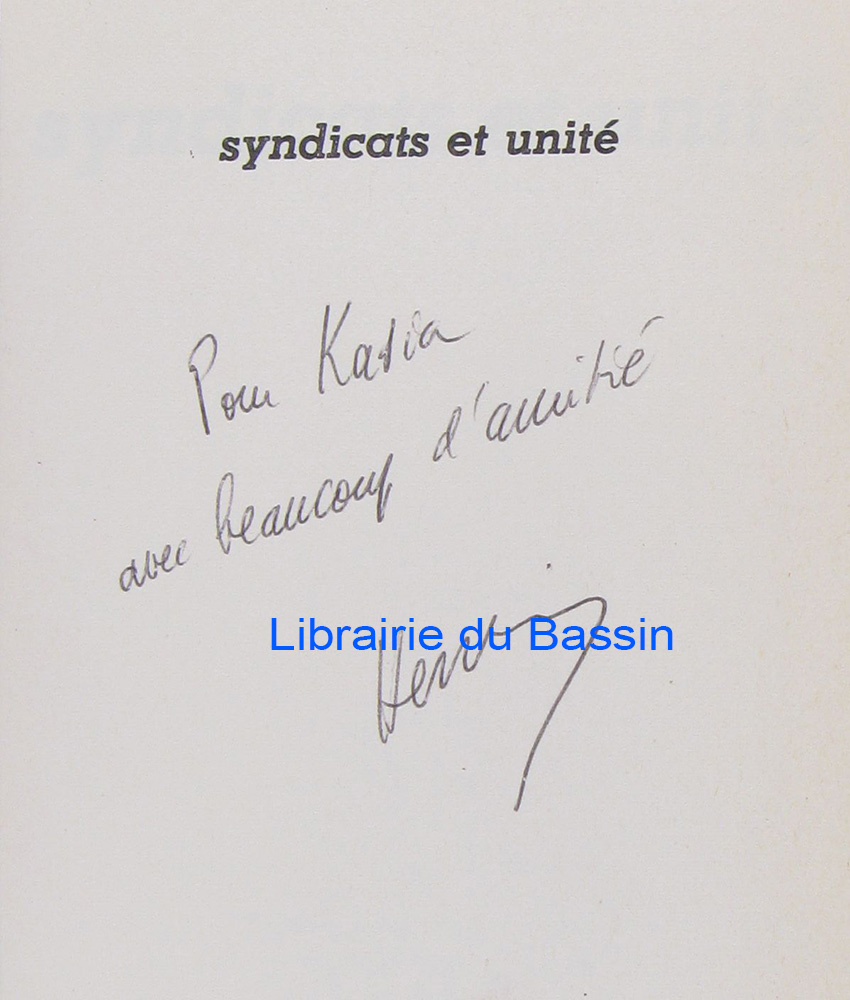 syndicats et unité
Pour Katia
avec beaucoup d'amitié
Librairie du Bassin